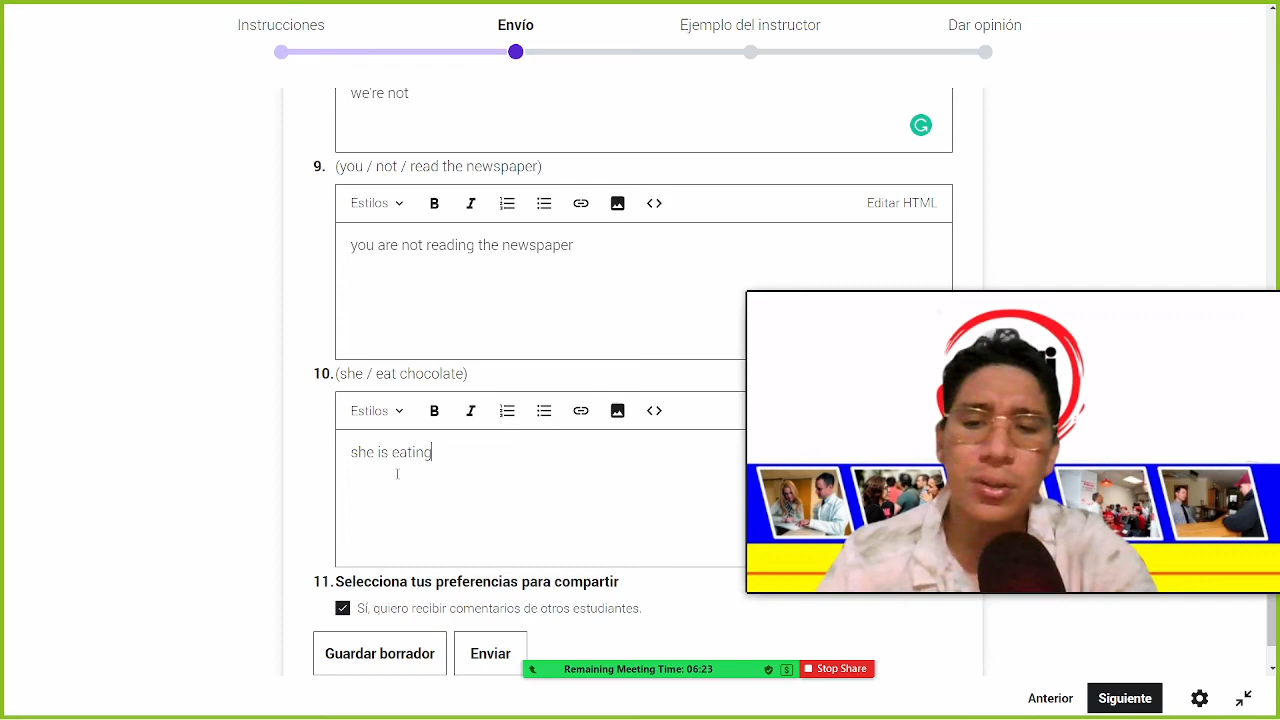 Instrucciones
Envío
Ejemplo del instructor
Dar opinión
we're not
9. (you / not / read the newspaper)
Estilos
B I
Editar HTML
you are not reading the newspaper
10. (she / eat chocolate)
Estilos
B I
she is eating
11. Selecciona tus preferencias para compartir
Sí, quiero recibir comentarios de otros estudiantes.
Guardar borrador
Enviar
Remaining Meeting Time: 06:23
$
Stop Share
Anterior
Siguiente